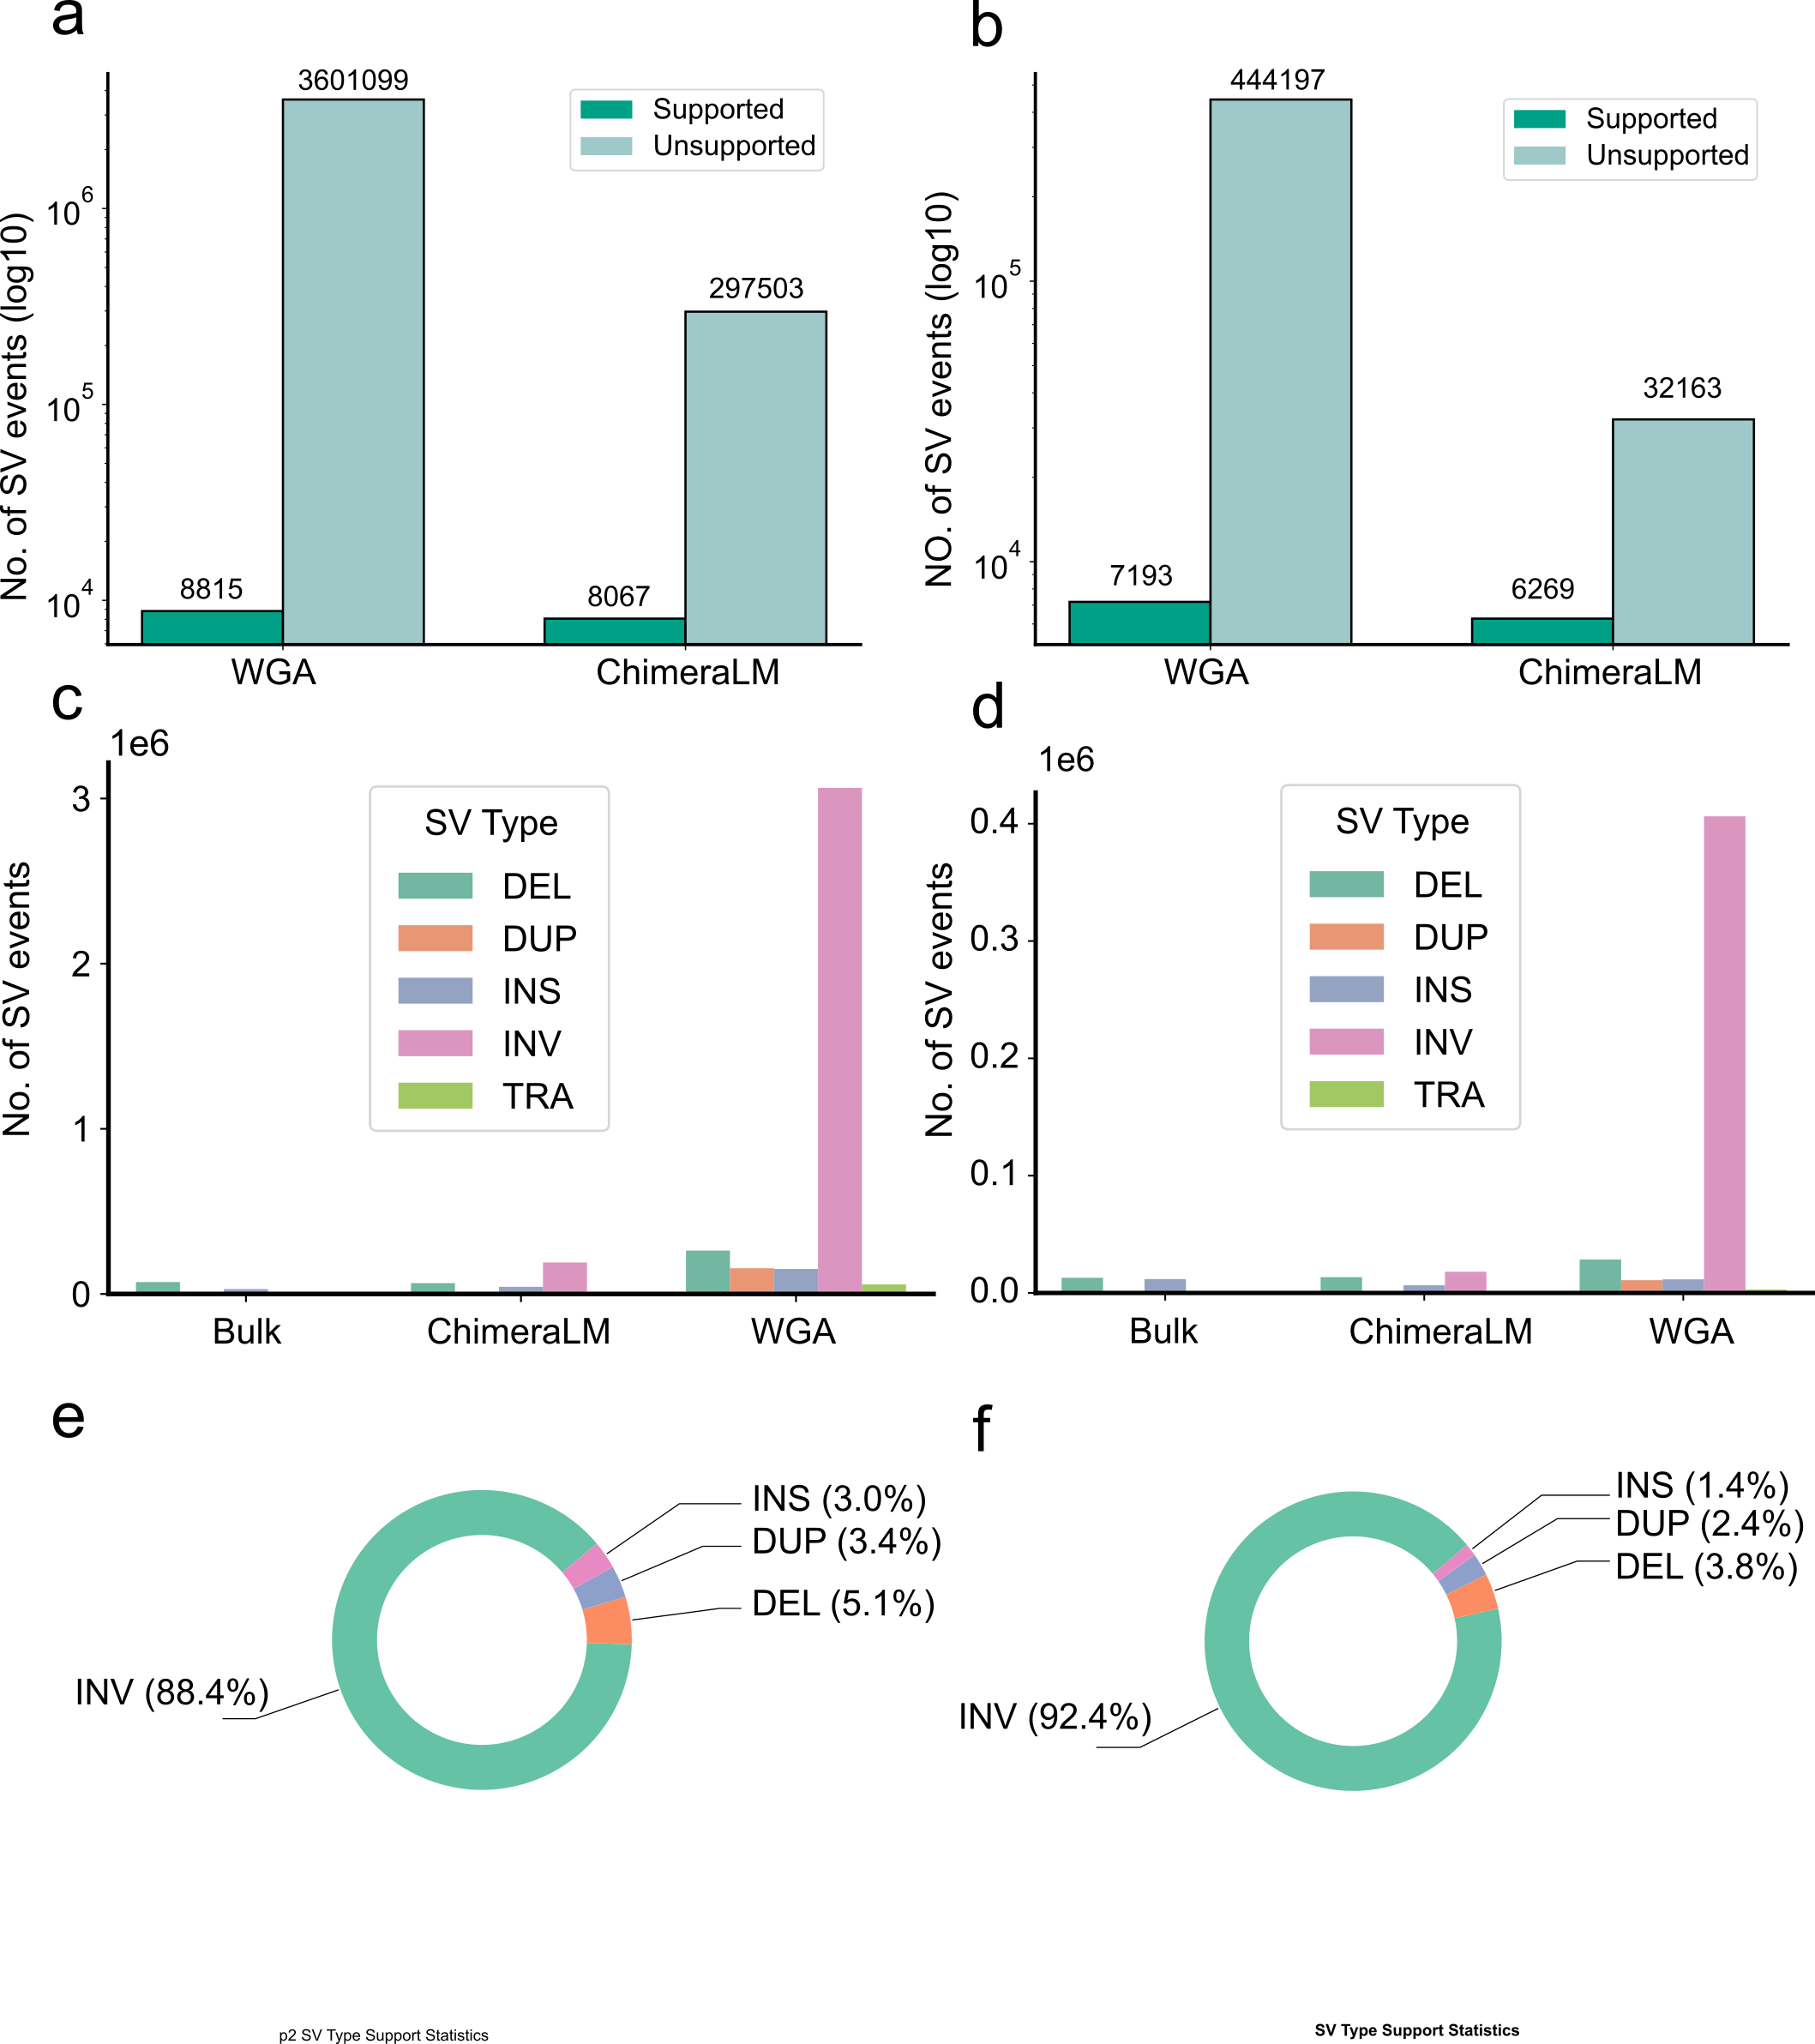 a
3601099
Supported
Unsupported
10^6
297503
10^5
10^4
8815
8067
No. of SV events (log10)
WGA
ChimeraLM
b
444197
Supported
Unsupported
10^5
32163
10^4
7193
6269
NO. of SV events (log10)
WGA
ChimeraLM
c
1e6
3
2
1
0
No. of SV events
SV Type
DEL
DUP
INS
INV
TRA
Bulk
ChimeraLM
WGA
d
1e6
0.4
0.3
0.2
0.1
0.0
No. of SV events
SV Type
DEL
DUP
INS
INV
TRA
Bulk
ChimeraLM
WGA
e
INS (3.0%)
DUP (3.4%)
DEL (5.1%)
INV (88.4%)
p2 SV Type Support Statistics
f
INS (1.4%)
DUP (2.4%)
DEL (3.8%)
INV (92.4%)
SV Type Support Statistics